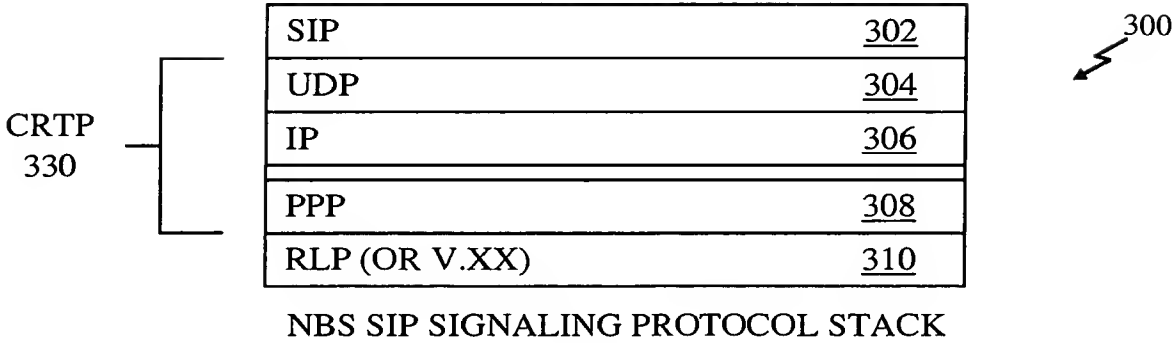 SIP 302
300
UDP 304
CRTP
330
IP 306
PPP 308
RLP (OR V.XX) 310
NBS SIP SIGNALING PROTOCOL STACK